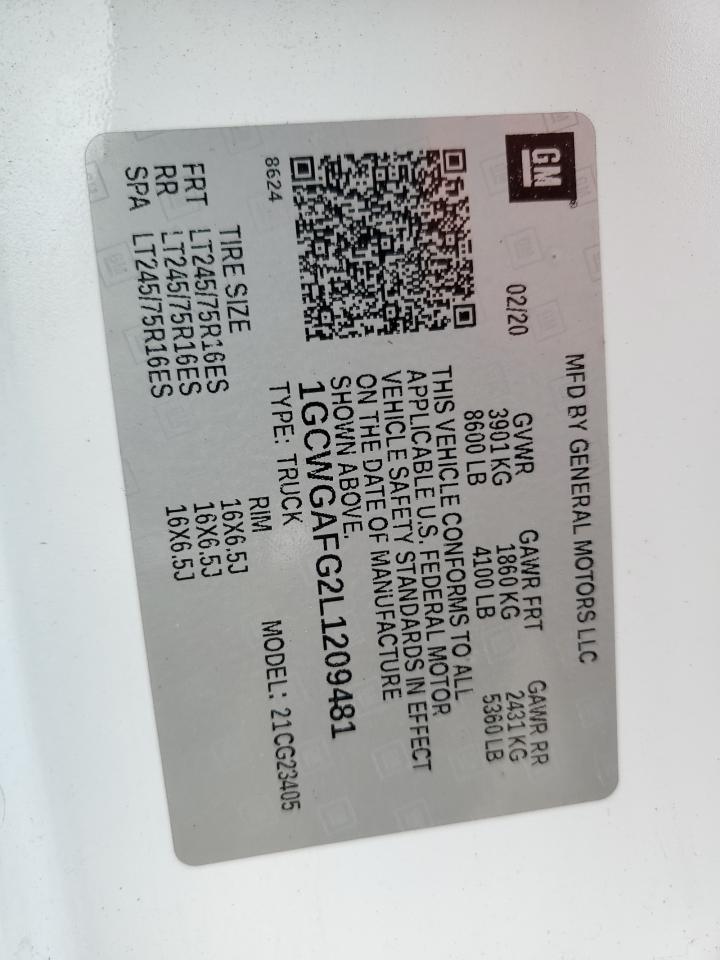 GM
MFD BY GENERAL MOTORS LLC
02/20
GVWR GAWR FRT GAWR RR
3901 KG 1860 KG 2431 KG
8600 LB 4100 LB 5360 LB
THIS VEHICLE CONFORMS TO ALL
APPLICABLE U.S. FEDERAL MOTOR
VEHICLE SAFETY STANDARDS IN EFFECT
ON THE DATE OF MANUFACTURE
SHOWN ABOVE.
1GCWGAFG2L1209481
8624 TYPE: TRUCK MODEL: 21CG23405
TIRE SIZE RIM
FRT LT245/75R16ES 16X6.5J
RR LT245/75R16ES 16X6.5J
SPA LT245/75R16ES 16X6.5J